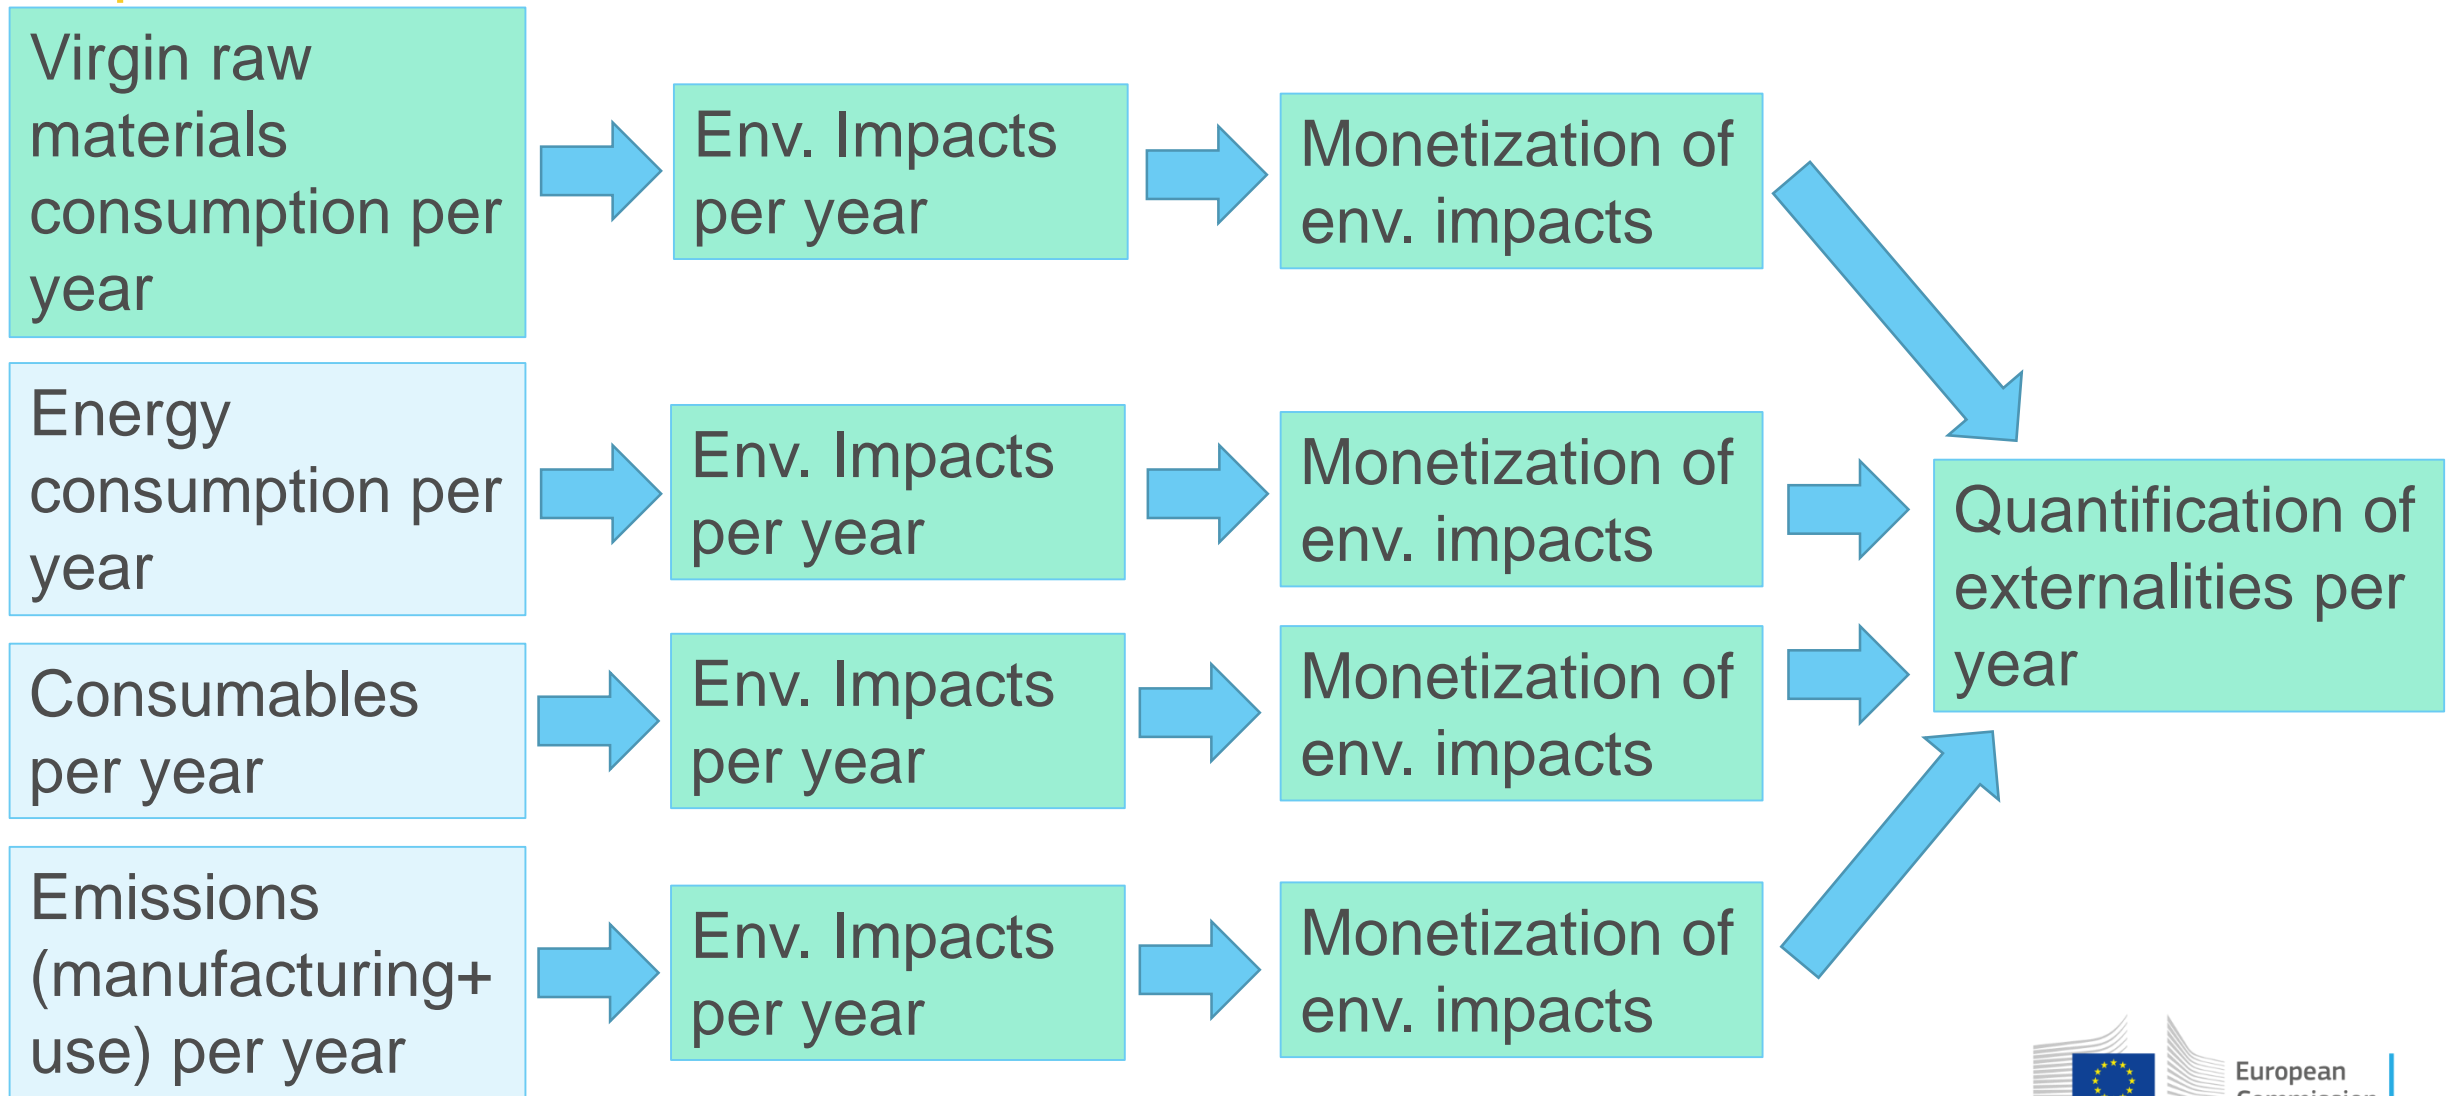 Virgin raw
materials
consumption per
year
Env. Impacts
per year
Monetization of
env. impacts
Energy
consumption per
year
Env. Impacts
per year
Monetization of
env. impacts
Quantification of
externalities per
year
Consumables
per year
Env. Impacts
per year
Monetization of
env. impacts
Emissions
(manufacturing+
use) per year
Env. Impacts
per year
Monetization of
env. impacts
European
Commission